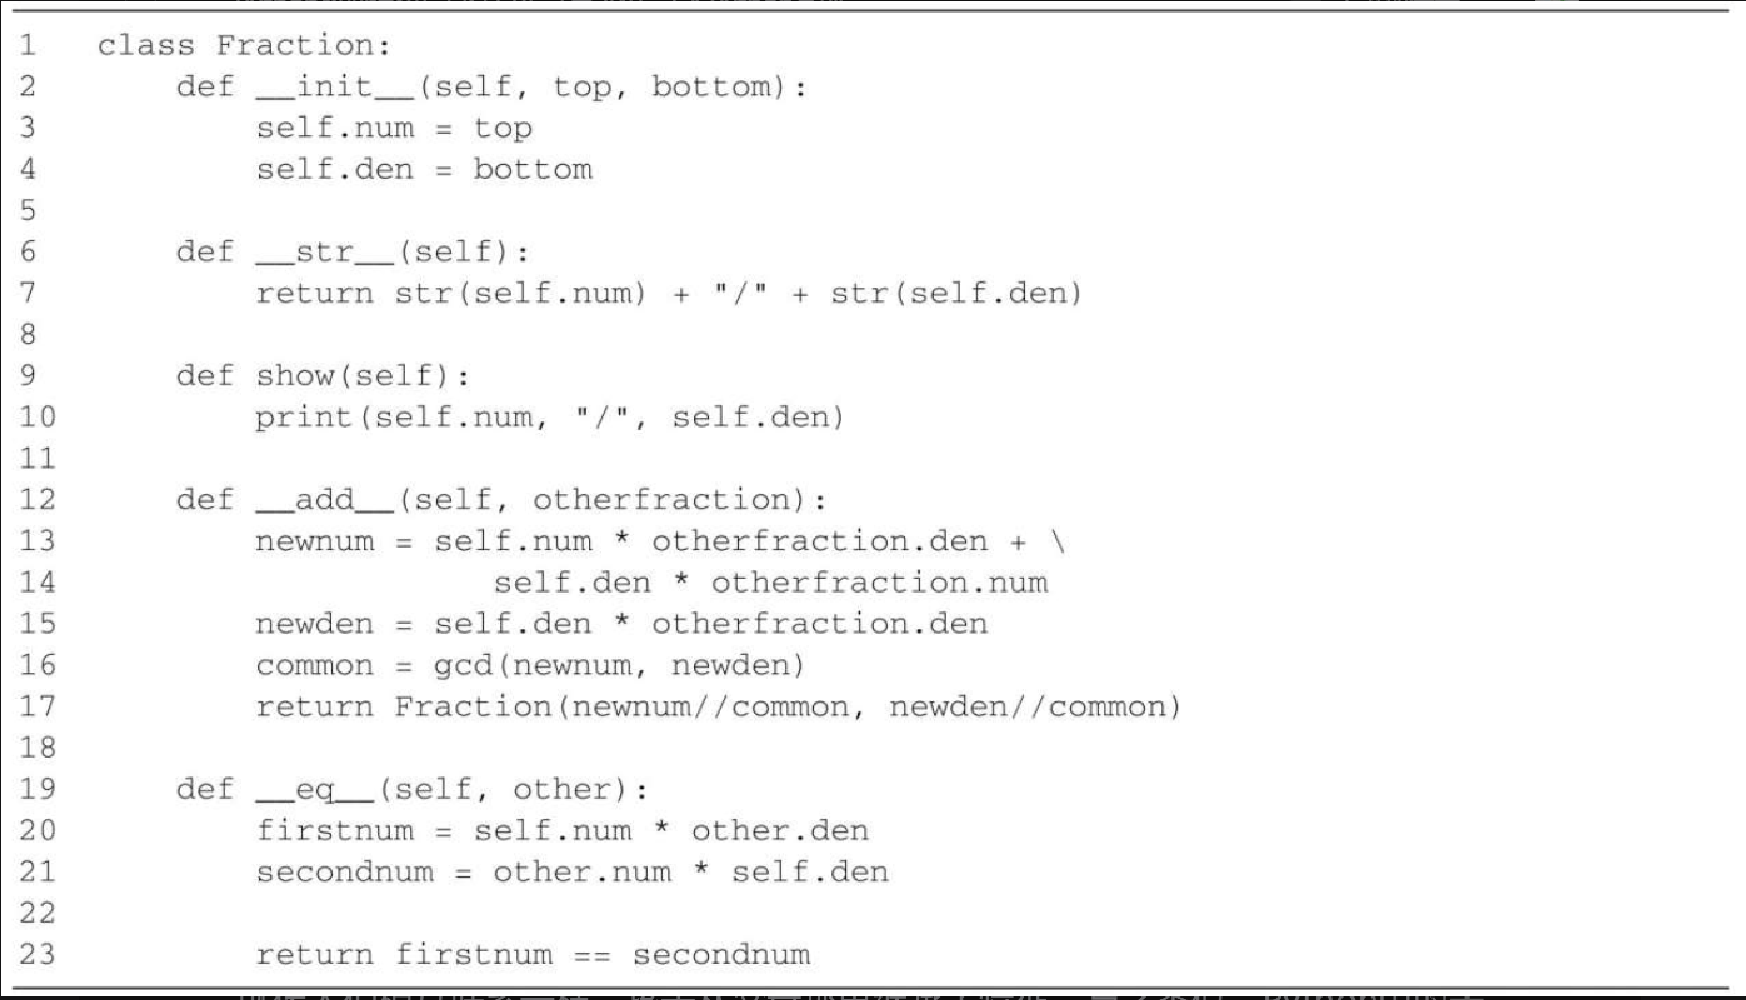 1 class Fraction:
2     def __init__(self, top, bottom):
3         self.num = top
4         self.den = bottom
5
6     def __str__(self):
7         return str(self.num) + "/" + str(self.den)
8
9     def show(self):
10         print(self.num, "/", self.den)
11
12     def __add__(self, otherfraction):
13         newnum = self.num * otherfraction.den + \
14                     self.den * otherfraction.num
15         newden = self.den * otherfraction.den
16         common = gcd(newnum, newden)
17         return Fraction(newnum//common, newden//common)
18
19     def __eq__(self, other):
20         firstnum = self.num * other.den
21         secondnum = other.num * self.den
22
23         return firstnum == secondnum